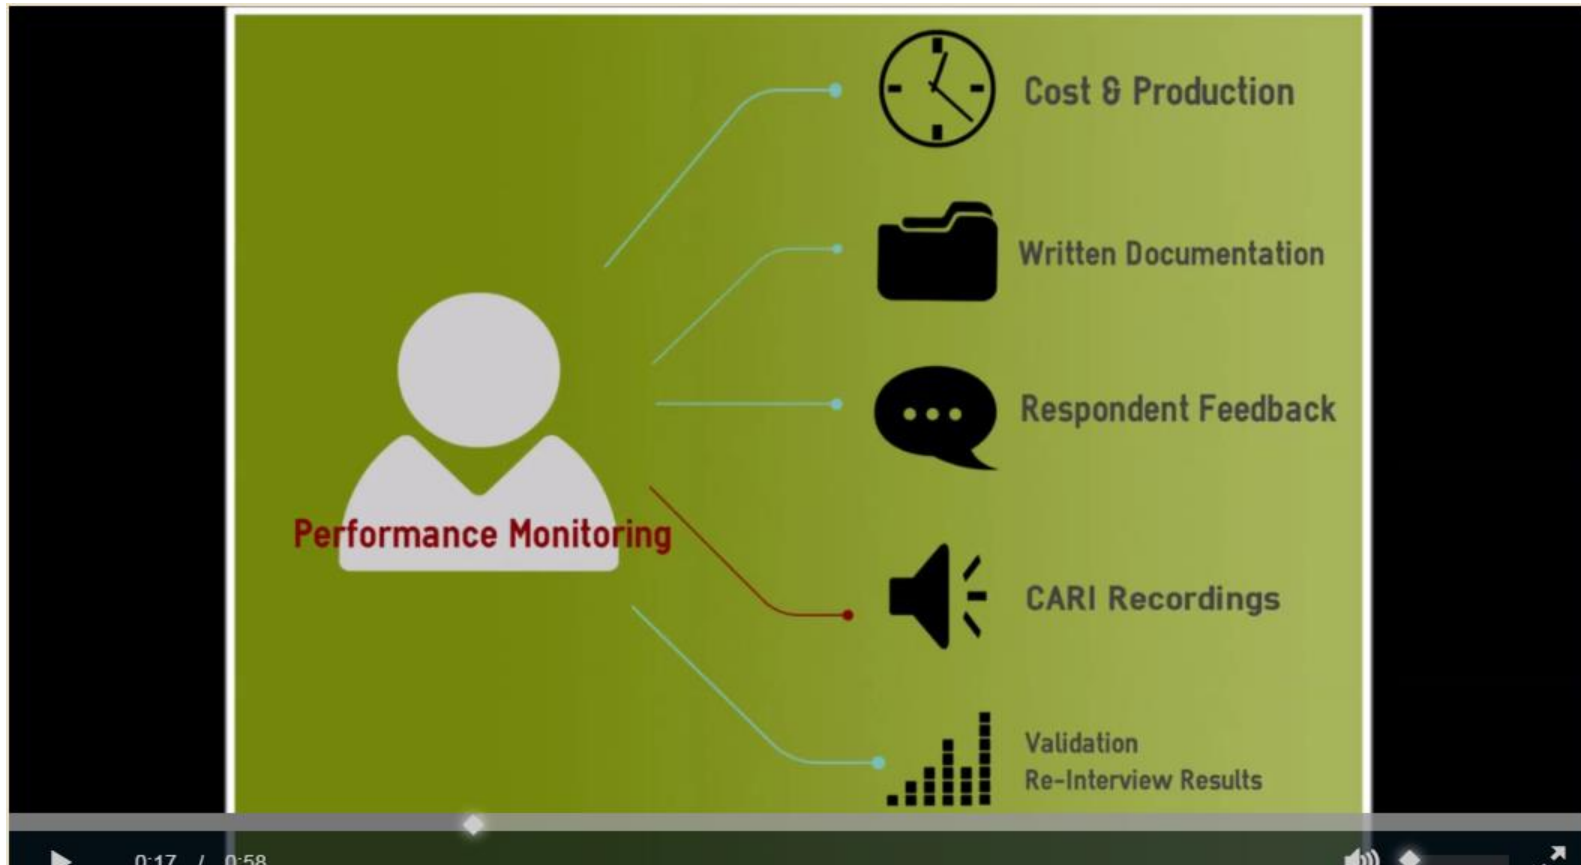 Cost & Production
Written Documentation
Respondent Feedback
Performance Monitoring
CARI Recordings
Validation
Re-Interview Results
0:17 / 0:58